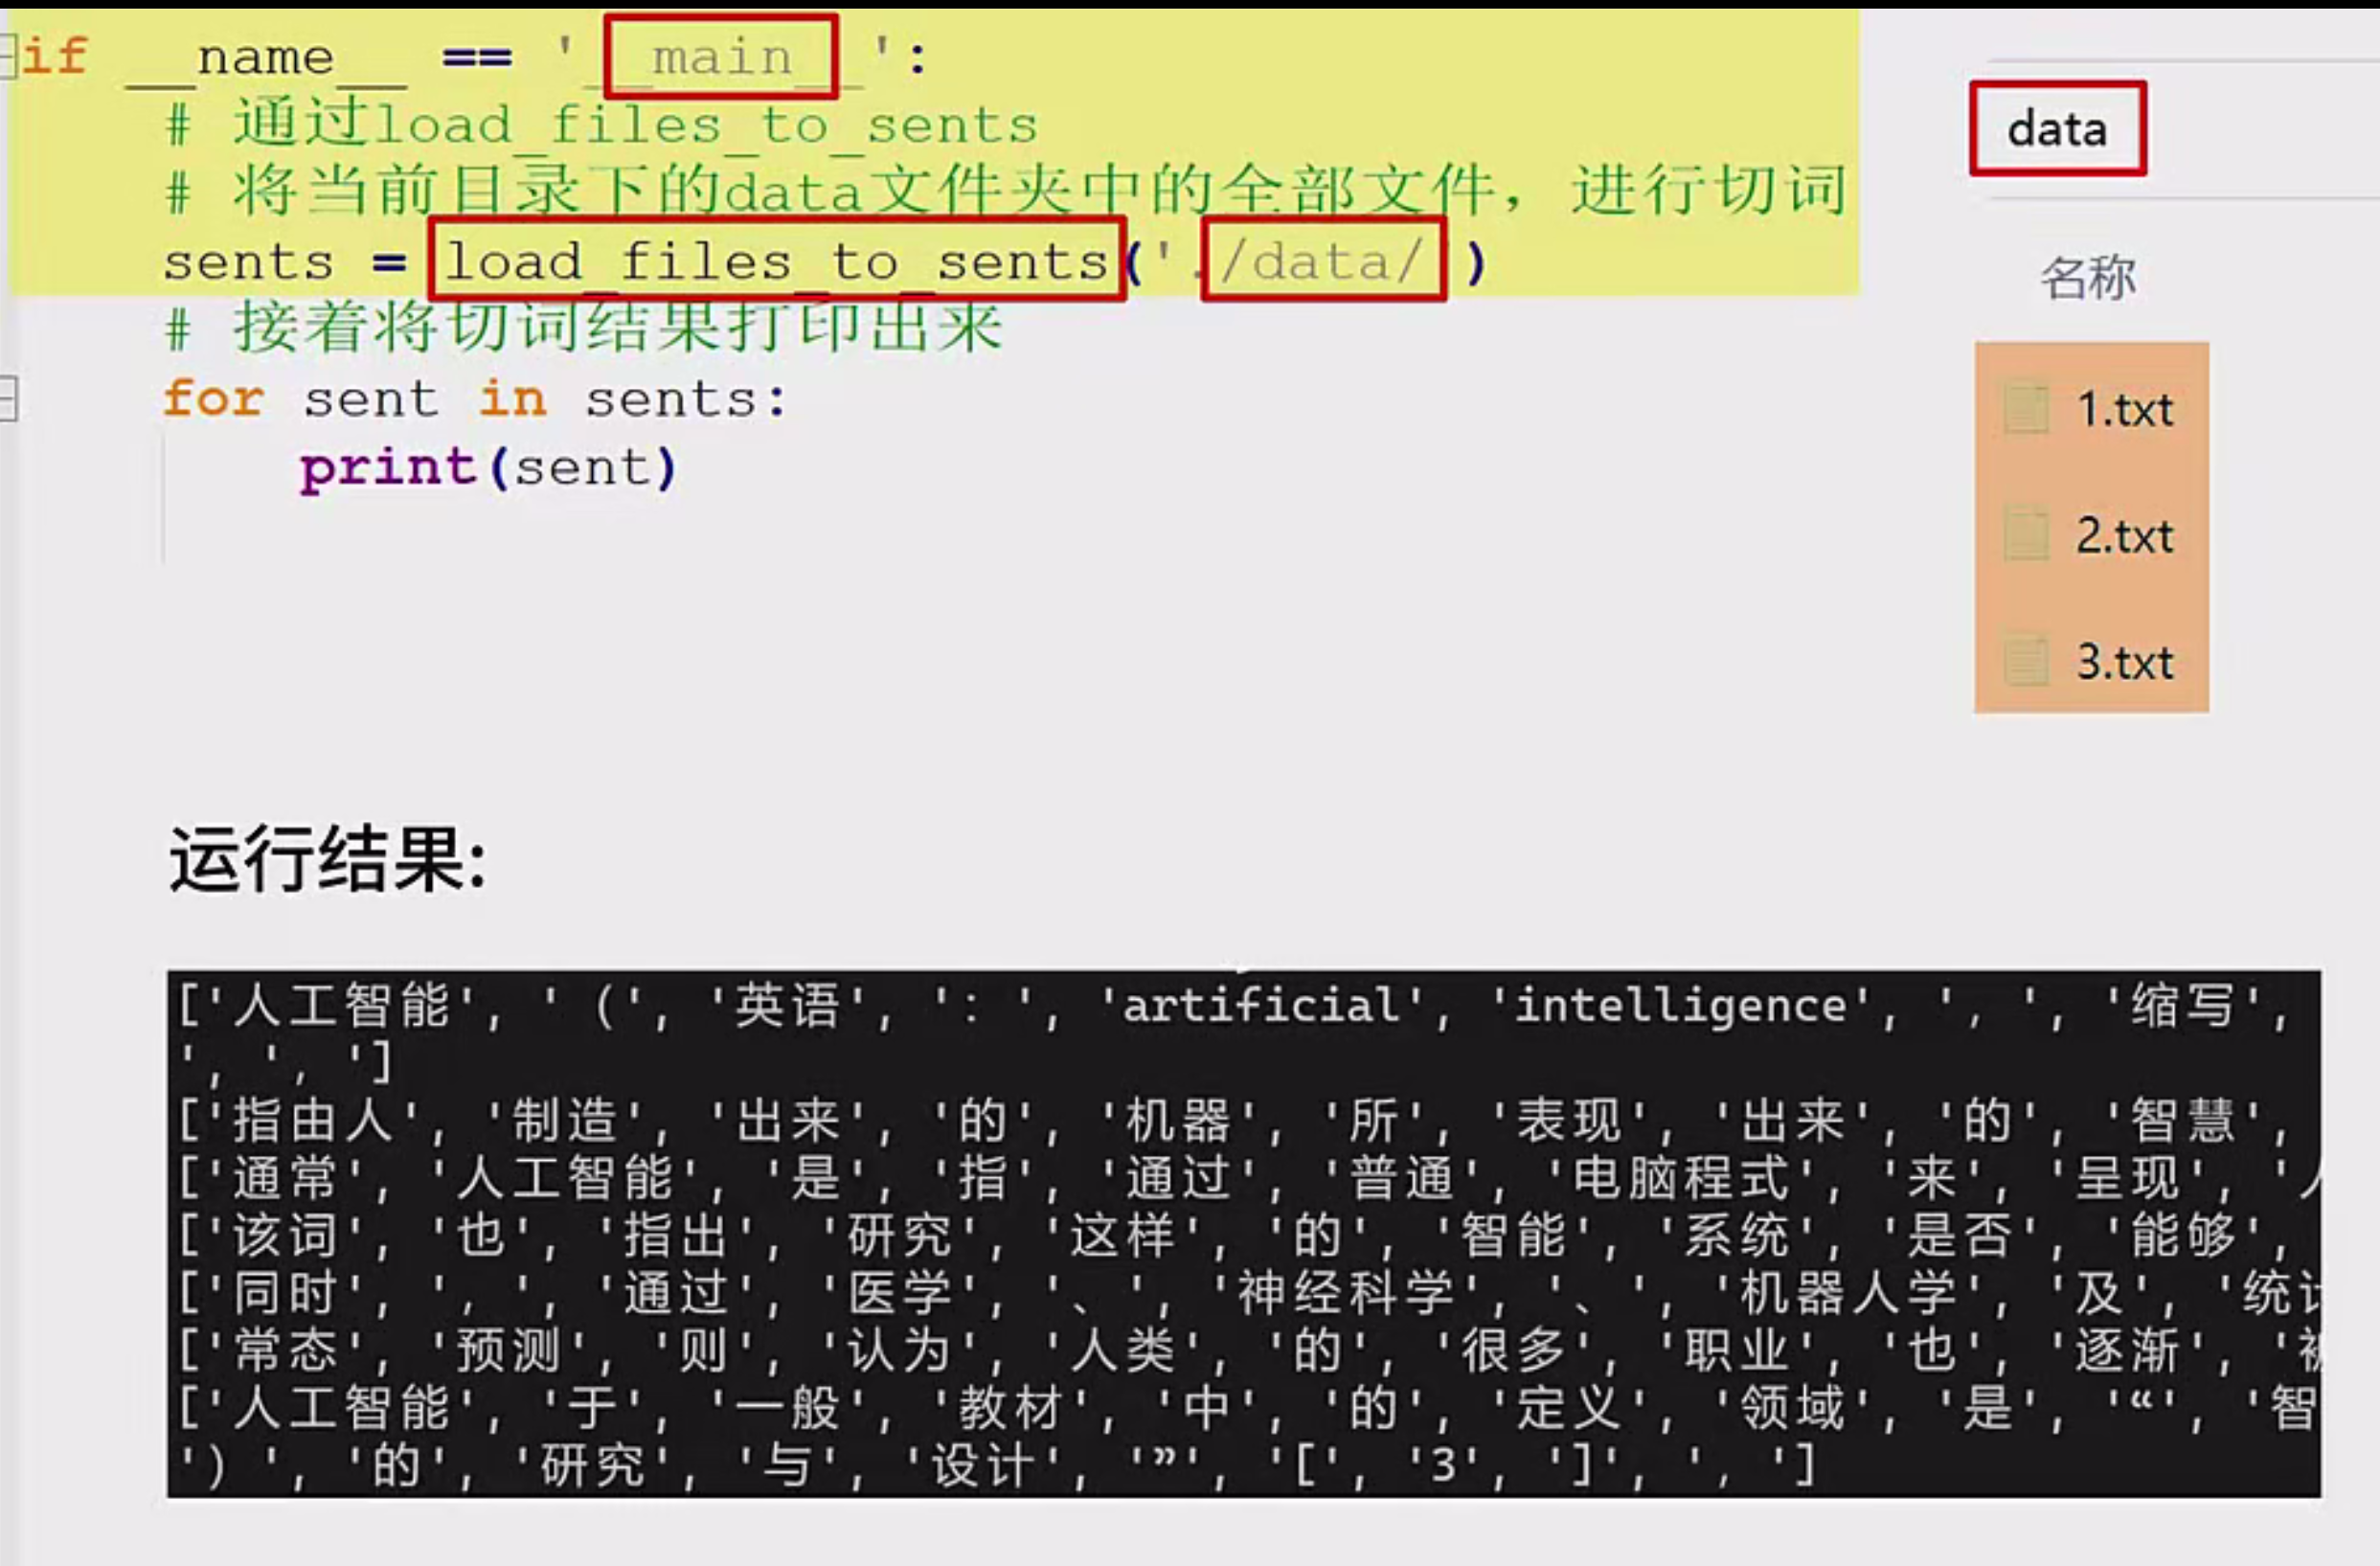 if __name__ == '__main__':
# 通过load_files_to_sents
# 将当前目录下的data文件夹中的全部文件，进行切词
sents = load_files_to_sents('./data/')
# 接着将切词结果打印出来
for sent in sents:
print(sent)
data
名称
1.txt
2.txt
3.txt
运行结果:
['人工智能', '（', '英语', '：', 'artificial', 'intelligence', '，', '缩写',
', '，']
['指由人', '制造', '出来', '的', '机器', '所', '表现', '出来', '的', '智慧',
['通常', '人工智能', '是', '指', '通过', '普通', '电脑程式', '来', '呈现', '人
['该词', '也', '指出', '研究', '这样', '的', '智能', '系统', '是否', '能够',
['同时', '，', '通过', '医学', '、', '神经科学', '、', '机器人学', '及', '统计
['常态', '预测', '则', '认为', '人类', '的', '很多', '职业', '也', '逐渐', '被
['人工智能', '于', '一般', '教材', '中', '的', '定义', '领域', '是', '“', '智
'）', '的', '研究', '与', '设计', '”', '[', '3', ']', '，']